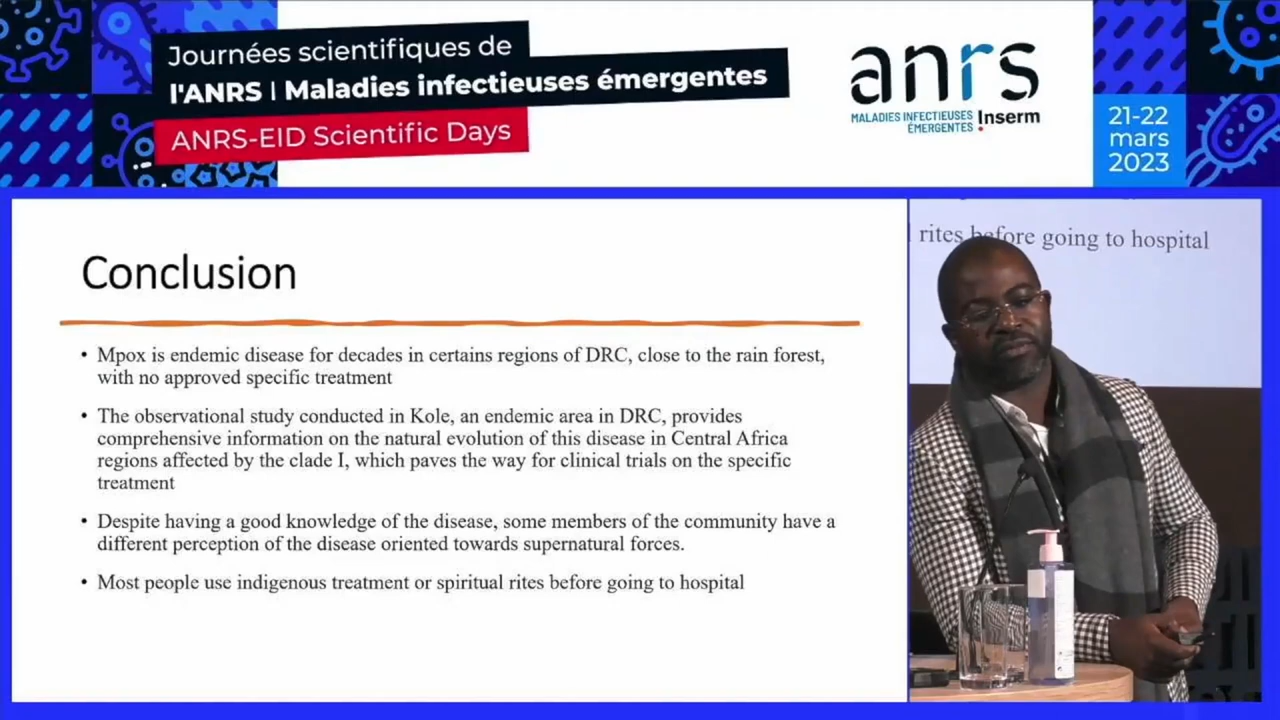 Journées scientifiques de
l'ANRS | Maladies infectieuses émergentes
ANRS-EID Scientific Days
anrs
MALADIES INFECTIEUSES
ÉMERGENTES
Inserm
21-22
mars
2023
Conclusion
• Mpox is endemic disease for decades in certains regions of DRC, close to the rain forest,
with no approved specific treatment
• The observational study conducted in Kole, an endemic area in DRC, provides
comprehensive information on the natural evolution of this disease in Central Africa
regions affected by the clade I, which paves the way for clinical trials on the specific
treatment
• Despite having a good knowledge of the disease, some members of the community have a
different perception of the disease oriented towards supernatural forces.
• Most people use indigenous treatment or spiritual rites before going to hospital
rites before going to hospital